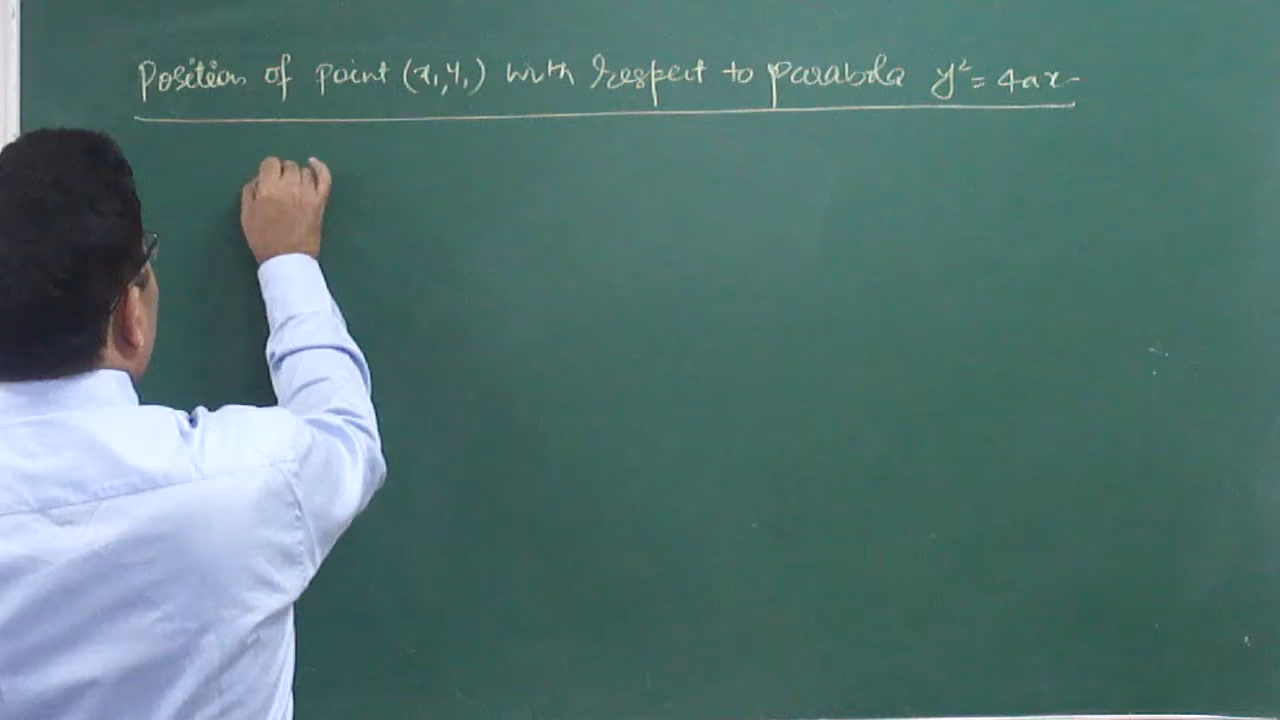 Position of point (x₁, y₁) with respect to parabola y² = 4ax